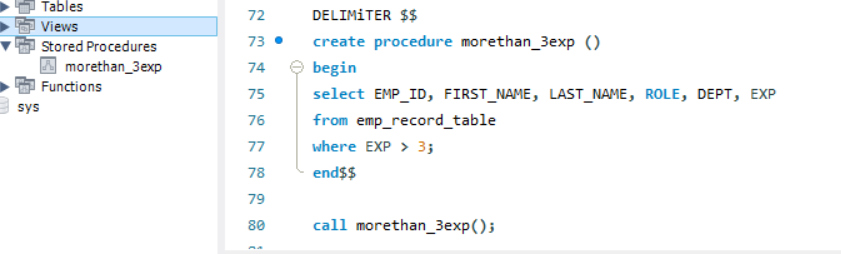 Tables
Views
Stored Procedures
morethan_3exp
Functions
sys
72 DELIMiTER $$
73 create procedure morethan_3exp ()
74 begin
75 select EMP_ID, FIRST_NAME, LAST_NAME, ROLE, DEPT, EXP
76 from emp_record_table
77 where EXP > 3;
78 end$$
79
80 call morethan_3exp();